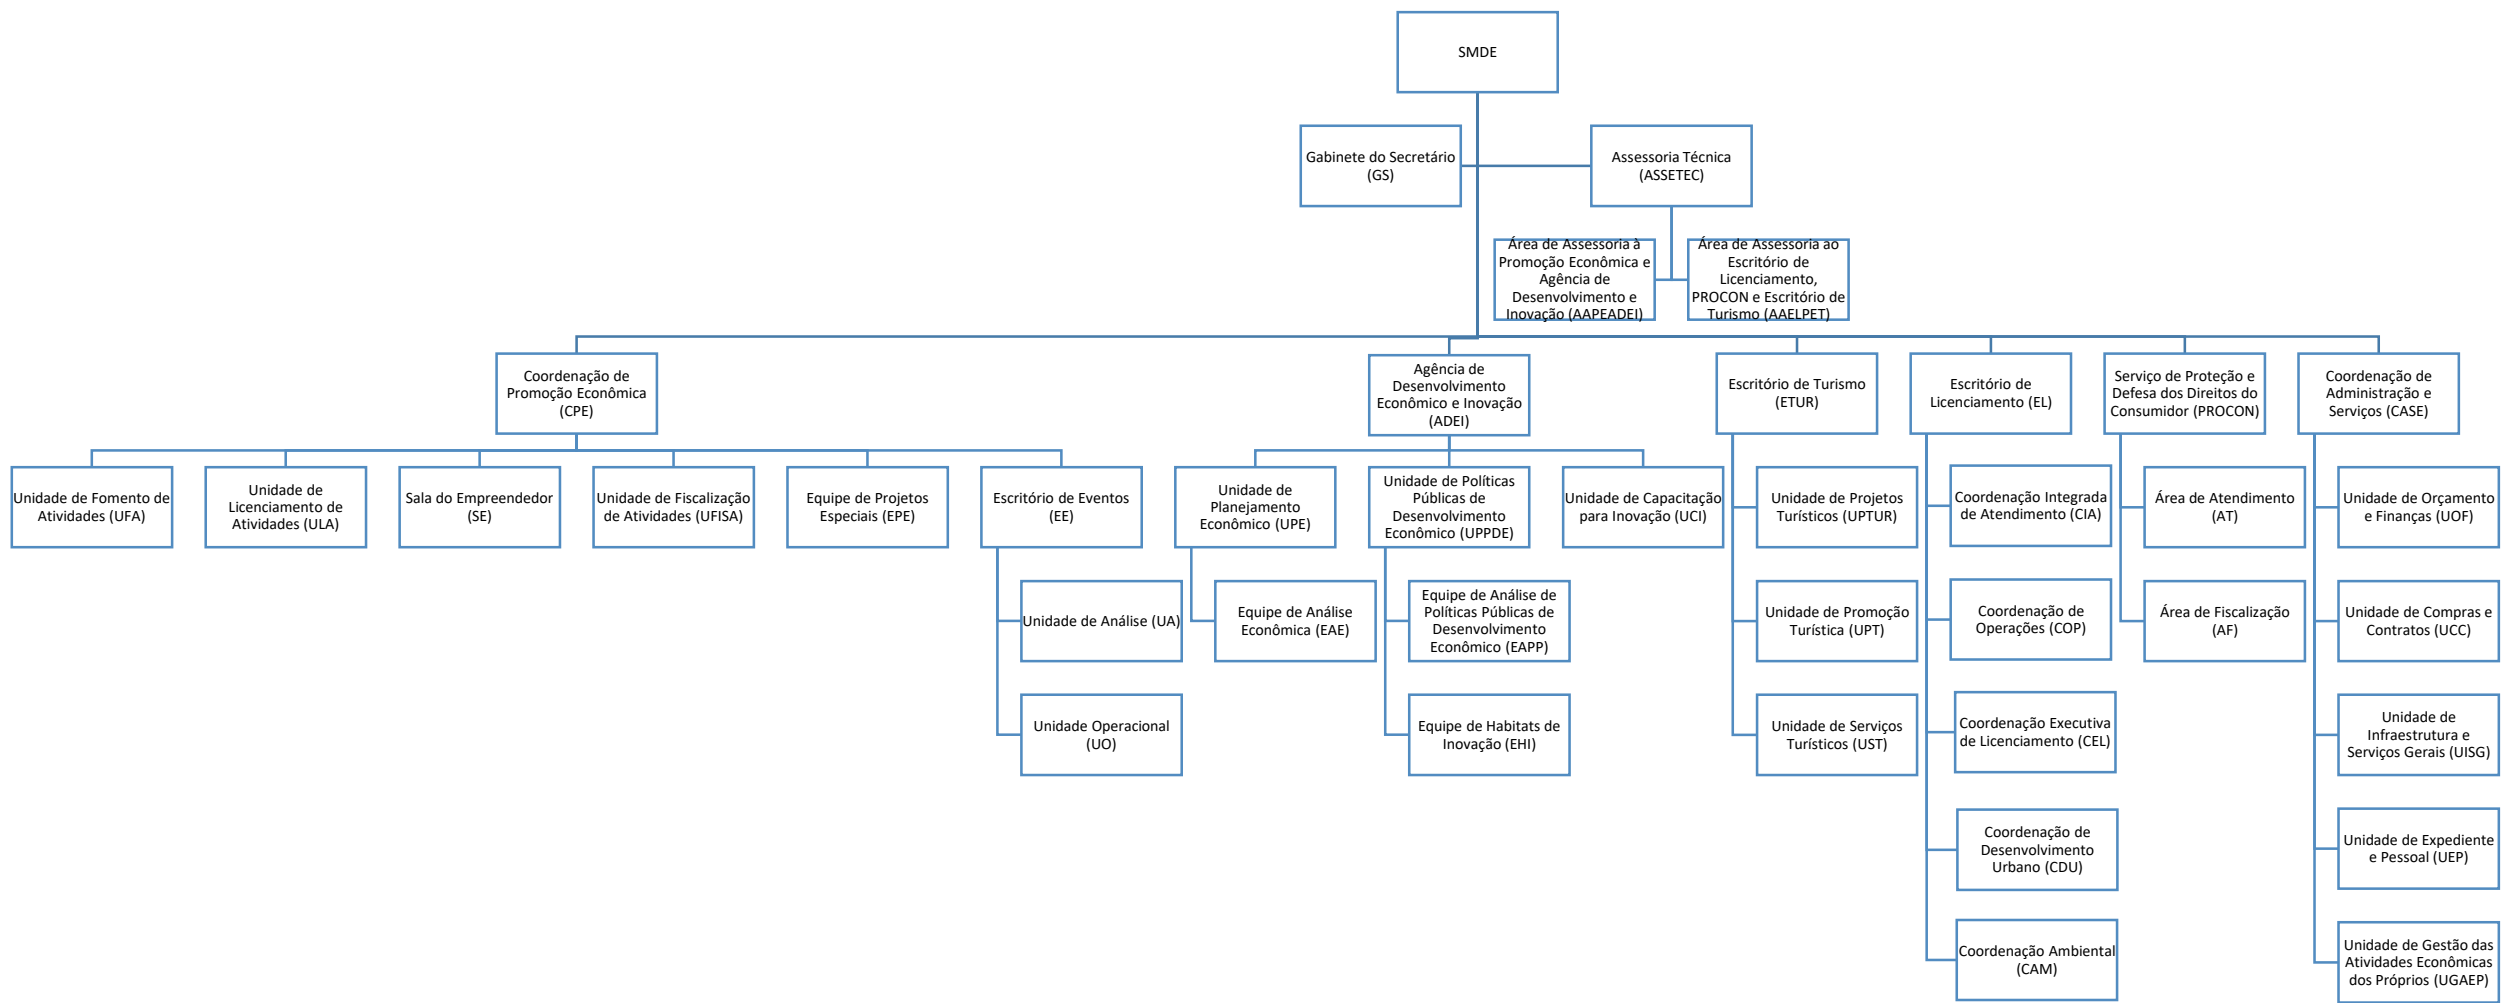 SMDE
Gabinete do Secretário
(GS)
Assessoria Técnica
(ASSETEC)
Área de Assessoria à
Promoção Econômica e
Agência de
Desenvolvimento e
Inovação (AAPEADEI)
Área de Assessoria ao
Escritório de
Licenciamento,
PROCON e Escritório de
Turismo (AAELPET)
Coordenação de
Promoção Econômica
(CPE)
Agência de
Desenvolvimento
Econômico e Inovação
(ADEI)
Escritório de Turismo
(ETUR)
Escritório de
Licenciamento (EL)
Serviço de Proteção e
Defesa dos Direitos do
Consumidor (PROCON)
Coordenação de
Administração e
Serviços (CASE)
Unidade de Fomento de
Atividades (UFA)
Unidade de
Licenciamento de
Atividades (ULA)
Sala do Empreendedor
(SE)
Unidade de Fiscalização
de Atividades (UFISA)
Equipe de Projetos
Especiais (EPE)
Escritório de Eventos
(EE)
Unidade de
Planejamento
Econômico (UPE)
Unidade de Políticas
Públicas de
Desenvolvimento
Econômico (UPPDE)
Unidade de Capacitação
para Inovação (UCI)
Unidade de Projetos
Turísticos (UPTUR)
Coordenação Integrada
de Atendimento (CIA)
Área de Atendimento
(AT)
Unidade de Orçamento
e Finanças (UOF)
Unidade de Análise (UA)
Equipe de Análise
Econômica (EAE)
Equipe de Análise de
Políticas Públicas de
Desenvolvimento
Econômico (EAPP)
Unidade de Promoção
Turística (UPT)
Coordenação de
Operações (COP)
Área de Fiscalização
(AF)
Unidade de Compras e
Contratos (UCC)
Unidade Operacional
(UO)
Equipe de Habitats de
Inovação (EHI)
Unidade de Serviços
Turísticos (UST)
Coordenação Executiva
de Licenciamento (CEL)
Unidade de
Infraestrutura e
Serviços Gerais (UISG)
Coordenação de
Desenvolvimento
Urbano (CDU)
Unidade de Expediente
e Pessoal (UEP)
Coordenação Ambiental
(CAM)
Unidade de Gestão das
Atividades Econômicas
dos Próprios (UGAEP)